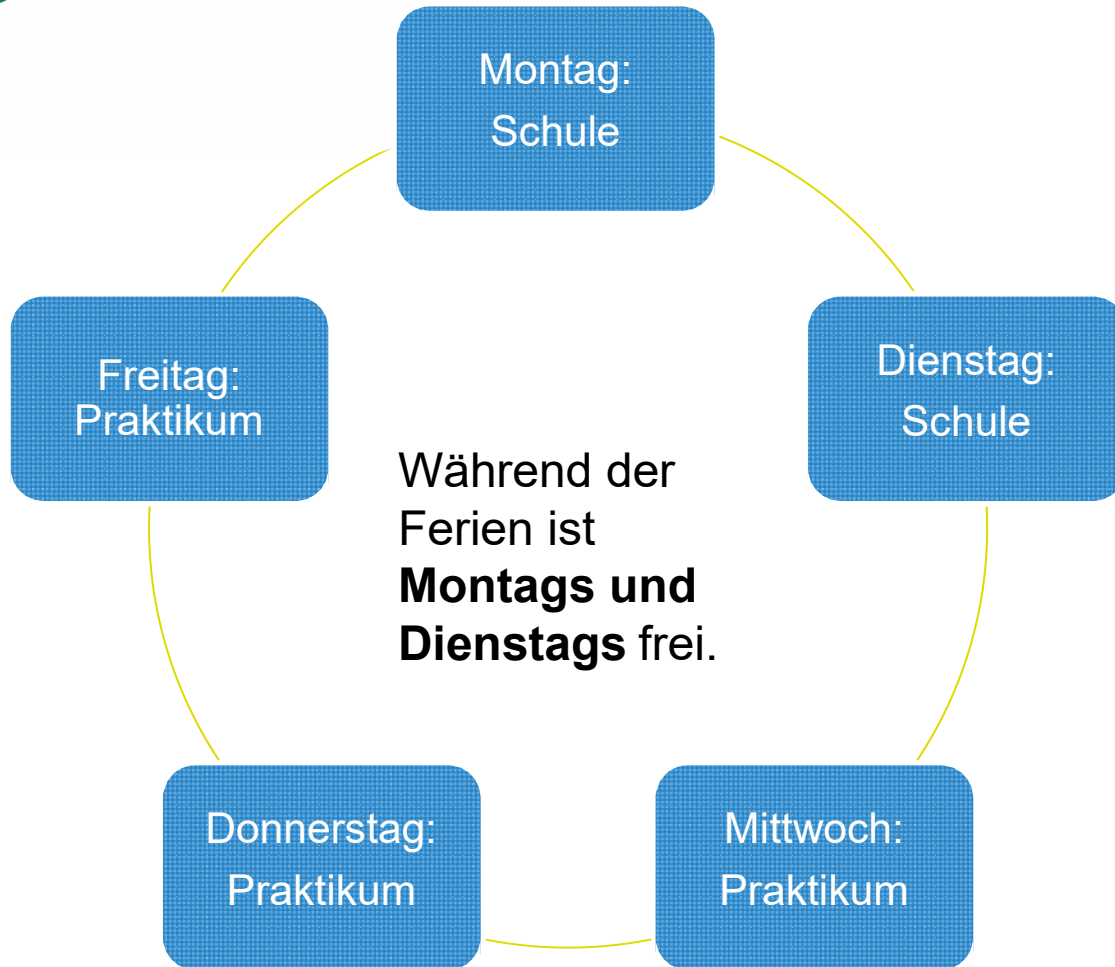 Montag:
Schule
Dienstag:
Schule
Mittwoch:
Praktikum
Donnerstag:
Praktikum
Freitag:
Praktikum
Während der
Ferien ist
Montags und
Dienstags frei.